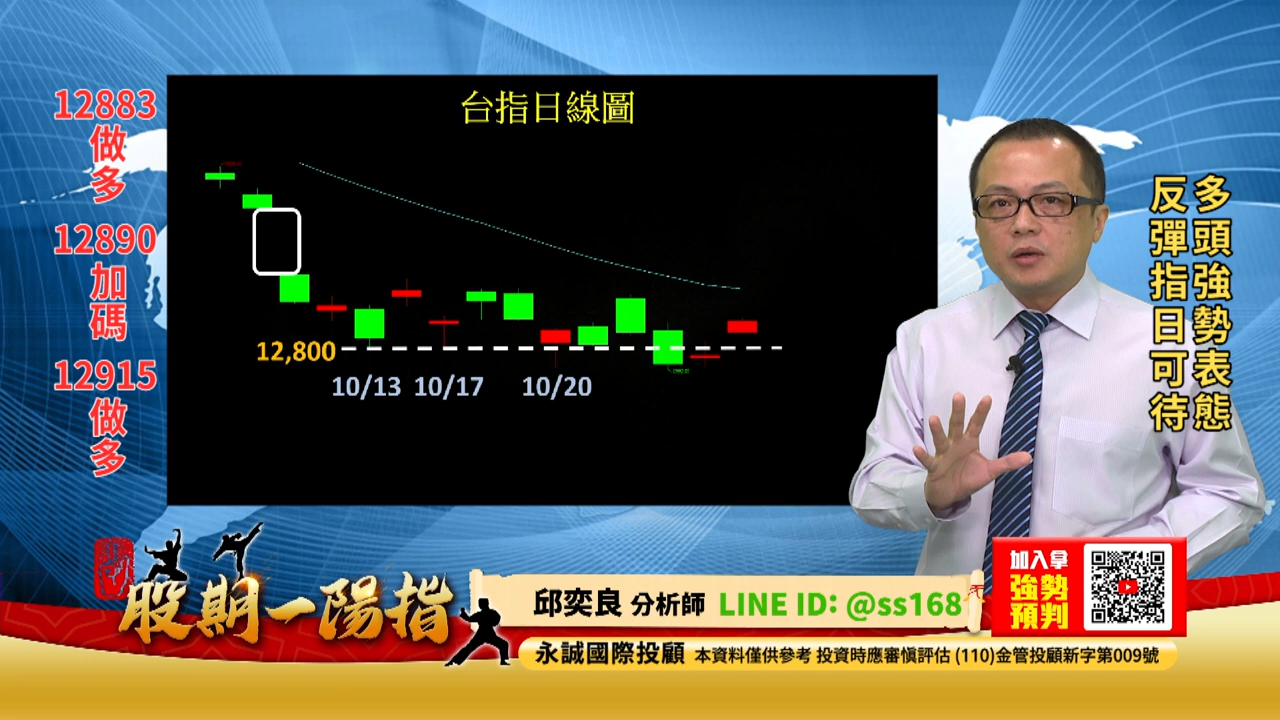 台指日線圖
12,800
10/13
10/17
10/20
12883
做多
12890
加碼
12915
做多
多頭強勢表態
反彈指日可待
股期一陽指
邱奕良 分析師 LINE ID: @ss168
永誠國際投顧 本資料僅供參考 投資時應審慎評估 (110)金管投顧新字第009號
加入拿
強勢
預判